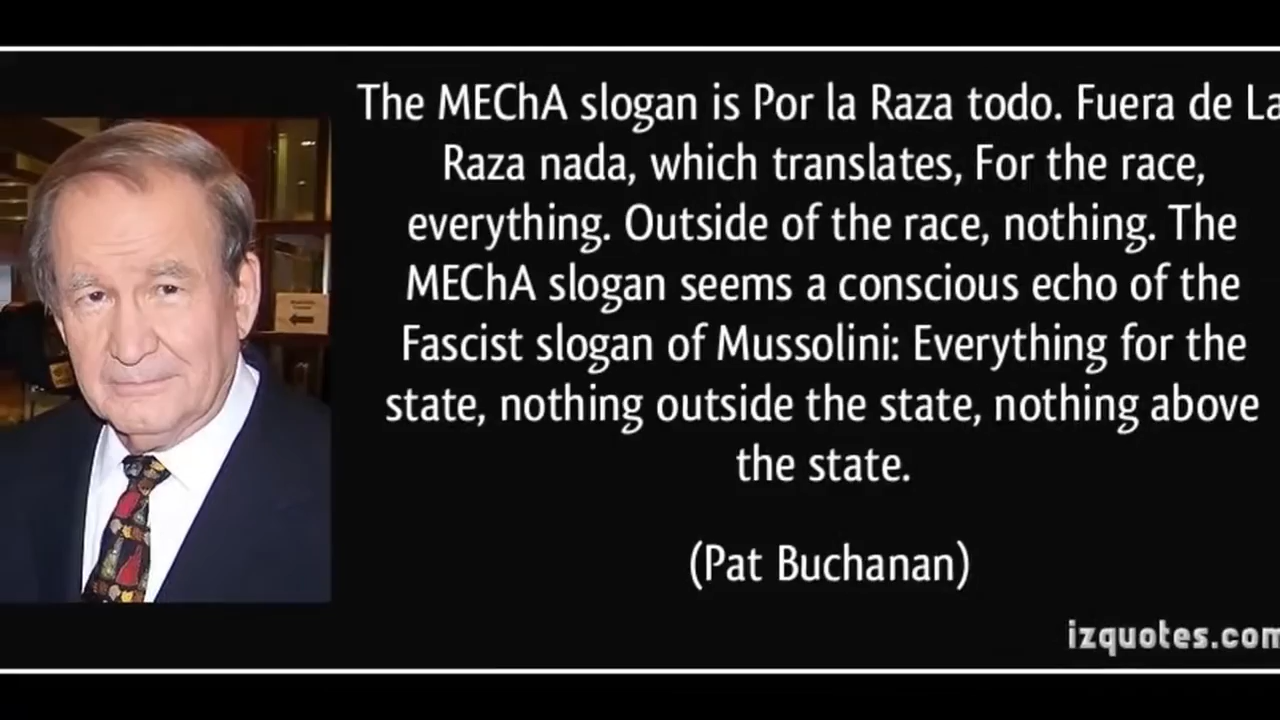 The MEChA slogan is Por la Raza todo. Fuera de La
Raza nada, which translates, For the race,
everything. Outside of the race, nothing. The
MEChA slogan seems a conscious echo of the
Fascist slogan of Mussolini: Everything for the
state, nothing outside the state, nothing above
the state.
(Pat Buchanan)
izquotes.com